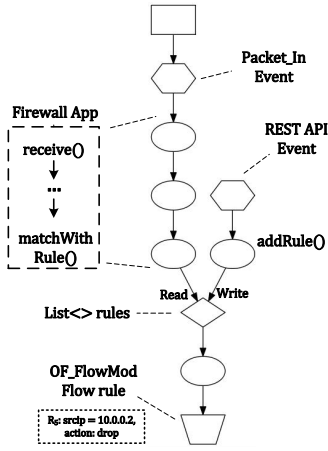 Packet_In
Event
Firewall App
REST API
Event
receive()
...
matchWith
Rule()
addRule()
Read
Write
List<> rules
OF_FlowMod
Flow rule
R₅: srcip = 10.0.0.2,
action: drop